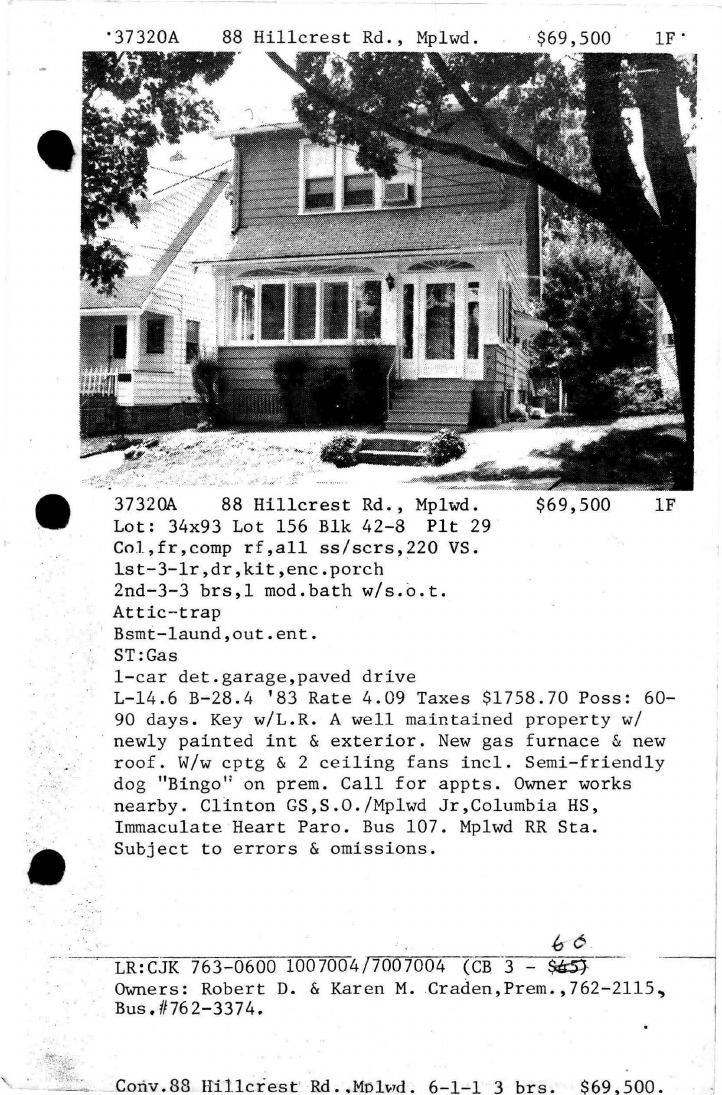 37320A 88 Hillcrest Rd., Mplwd. $69,500 1F
37320A 88 Hillcrest Rd., Mplwd. $69,500 1F
Lot: 34x93 Lot 156 Blk 42-8 Plt 29
Col,fr,comp rf,all ss/scrs,220 VS.
1st-3-lr,dr,kit,enc.porch
2nd-3-3 brs,1 mod.bath w/s.o.t.
Attic-trap
Bsmt-laund,out.ent.
ST:Gas
1-car det.garage,paved drive
L-14.6 B-28.4 '83 Rate 4.09 Taxes $1758.70 Poss: 60-
90 days. Key w/L.R. A well maintained property w/
newly painted int & exterior. New gas furnace & new
roof. W/w cptg & 2 ceiling fans incl. Semi-friendly
dog "Bingo" on prem. Call for appts. Owner works
nearby. Clinton GS,S.O./Mplwd Jr,Columbia HS,
Immaculate Heart Paro. Bus 107. Mplwd RR Sta.
Subject to errors & omissions.
60
LR:CJK 763-0600 1007004/7007004 (CB 3 - $65)
Owners: Robert D. & Karen M. Craden,Prem.,762-2115,
Bus.#762-3374.
Conv.88 Hillcrest Rd.,Mplwd. 6-1-1 3 brs. $69,500.